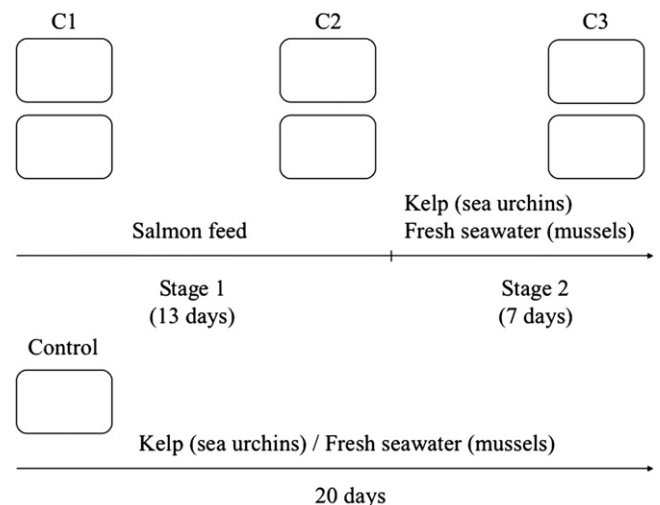 C1 C2 C3
Kelp (sea urchins)
Salmon feed Fresh seawater (mussels)
Stage 1 Stage 2
(13 days) (7 days)
Control
Kelp (sea urchins) / Fresh seawater (mussels)
20 days